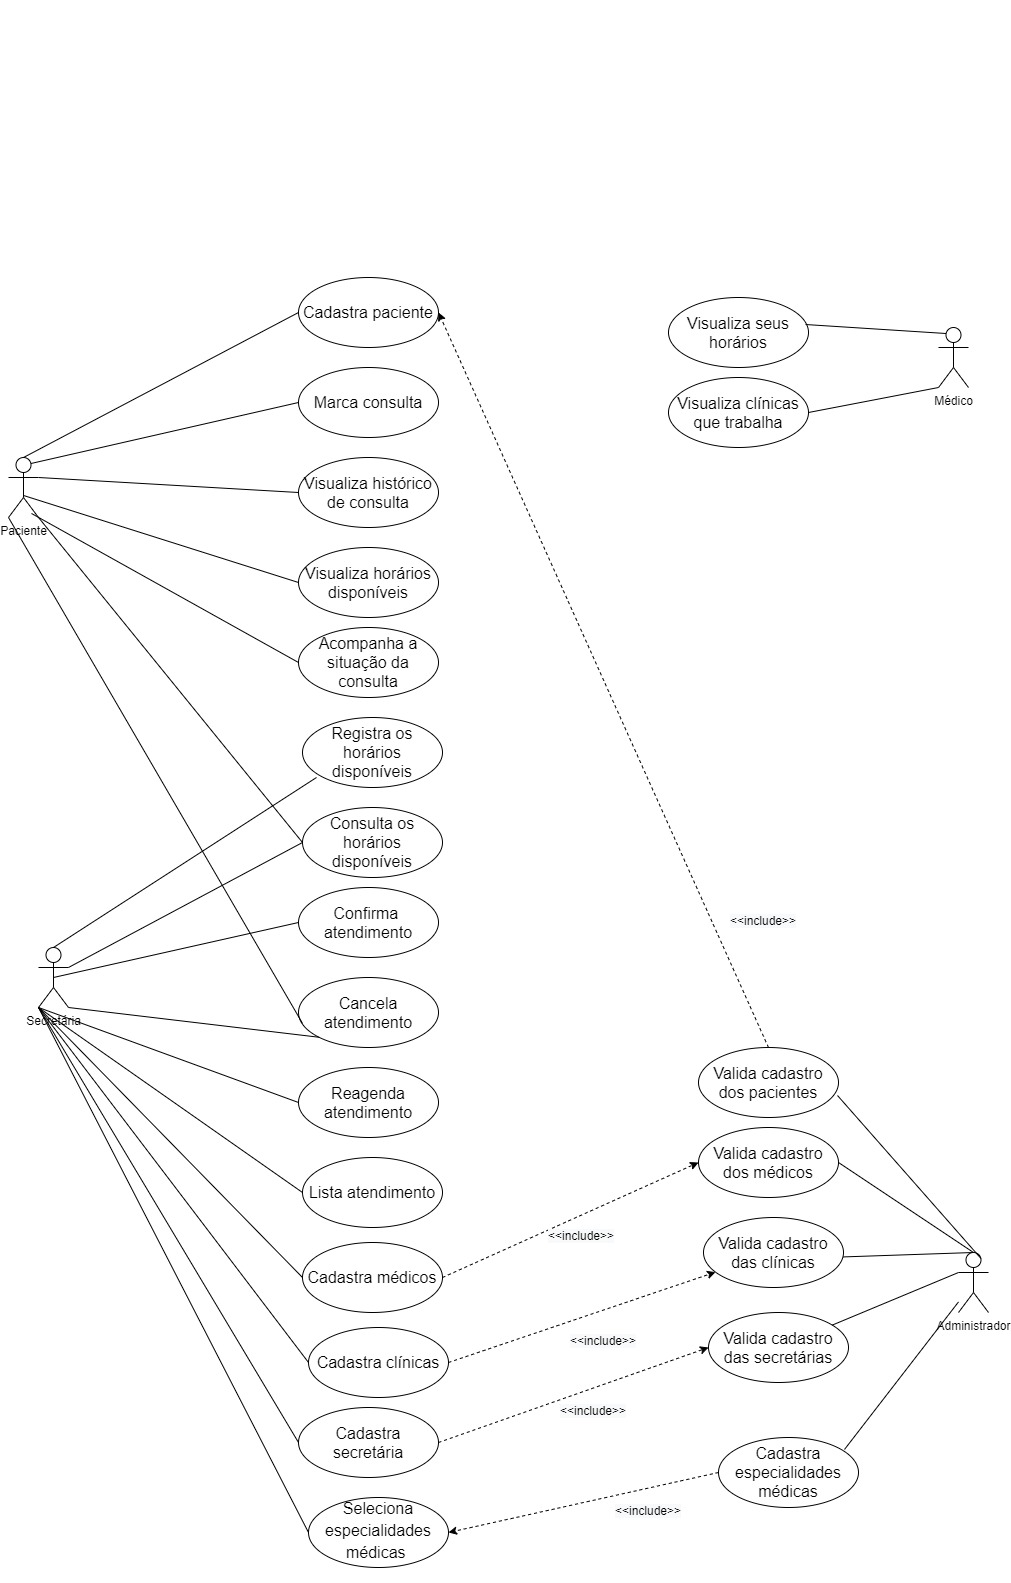 Cadastra paciente
Visualiza seus
horários
Médico
Marca consulta
Visualiza clínicas
que trabalha
Paciente
Visualiza histórico
de consulta
Visualiza horários
disponíveis
Acompanha a
situação da
consulta
Registra os
horários
disponíveis
Consulta os
horários
disponíveis
Confirma
atendimento
<<include>>
Secretária
Cancela
atendimento
Reagenda
atendimento
Valida cadastro
dos pacientes
Lista atendimento
Valida cadastro
dos médicos
Cadastra médicos
<<include>>
Valida cadastro
das clínicas
Administrador
Cadastra clínicas
<<include>>
Valida cadastro
das secretárias
Cadastra
secretária
<<include>>
Cadastra
especialidades
médicas
Seleciona
especialidades
médicas
<<include>>